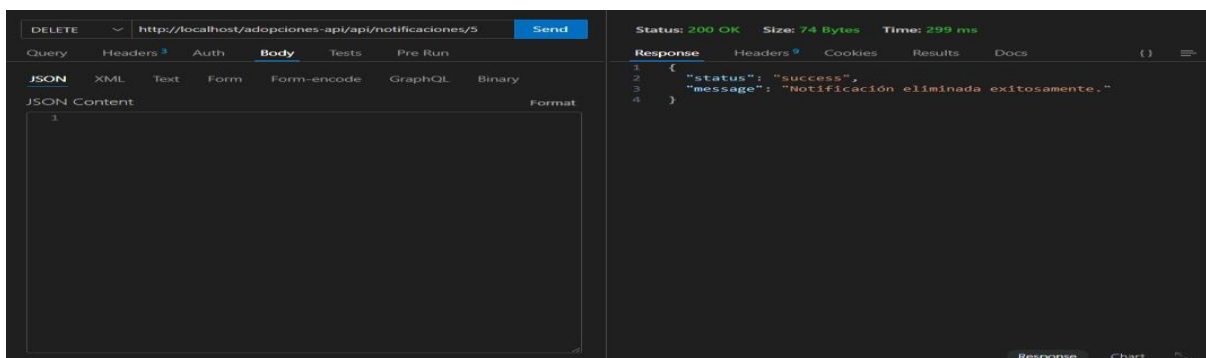 DELETE http://localhost/adopciones-api/api/notificaciones/5 Send
Query Headers 3 Auth Body Tests Pre Run
JSON XML Text Form Form-encode GraphQL Binary
JSON Content Format
1
Status: 200 OK Size: 74 Bytes Time: 299 ms
Response Headers 9 Cookies Results Docs { }
1 {
2 "status": "success",
3 "message": "Notificación eliminada exitosamente."
4 }
Response Chart